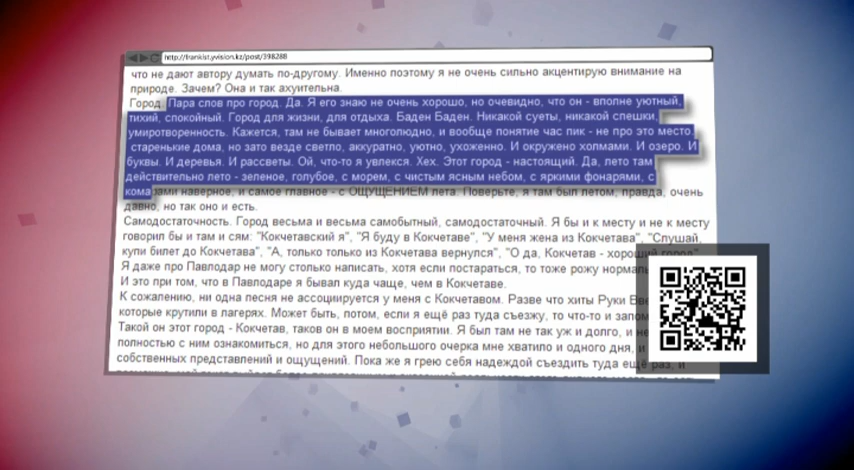 http://frankist.yvision.kz/post/398288
что не дают автору думать по-другому. Именно поэтому я не очень сильно акцентирую внимание на
природе. Зачем? Она и так ахуительна.
Город. Пара слов про город. Да. Я его знаю не очень хорошо, но очевидно, что он - вполне уютный,
тихий, спокойный. Город для жизни, для отдыха. Баден Баден. Никакой суеты, никакой спешки,
умиротворенность. Кажется, там не бывает многолюдно, и вообще понятие час пик - не про это место,
старенькие дома, но зато везде светло, аккуратно, уютно, ухоженно. И окружено холмами. И озеро. И
буквы. И деревья. И рассветы. Ой, что-то я увлекся. Хех. Этот город - настоящий. Да, лето там
действительно лето - зеленое, голубое, с морем, с чистым ясным небом, с яркими фонарями, с
комарами наверное, и самое главное - с ОЩУЩЕНИЕМ лета. Поверьте, я там был летом, правда, очень
давно, но так оно и есть.
Самодостаточность. Город весьма и весьма самобытный, самодостаточный. Я бы и к месту и не к месту
говорил бы и там и сям: "Кокчетавский я", "Я буду в Кокчетаве", "У меня жена из Кокчетава", "Слушай,
купи билет до Кокчетава", "А, только только из Кокчетава вернулся", "О да, Кокчетав - хороший город".
Я даже про Павлодар не могу столько написать, хотя если постараться, то тоже рожу
И это при том, что в Павлодаре я бывал куда чаще, чем в Кокчетаве.
К сожалению, ни одна песня не ассоциируется у меня с Кокчетавом. Разве что хиты Руки
которые крутили в лагерях. Может быть, потом, если я ещё раз туда съезжу, то что-то и
Такой он этот город - Кокчетав, таков он в моем восприятии. Я был там не так уж и долго, и
полностью с ним ознакомиться, но для этого небольшого очерка мне хватило и одного дня, и
собственных представлений и ощущений. Пока же я грею себя надеждой съездить туда ещё раз, и